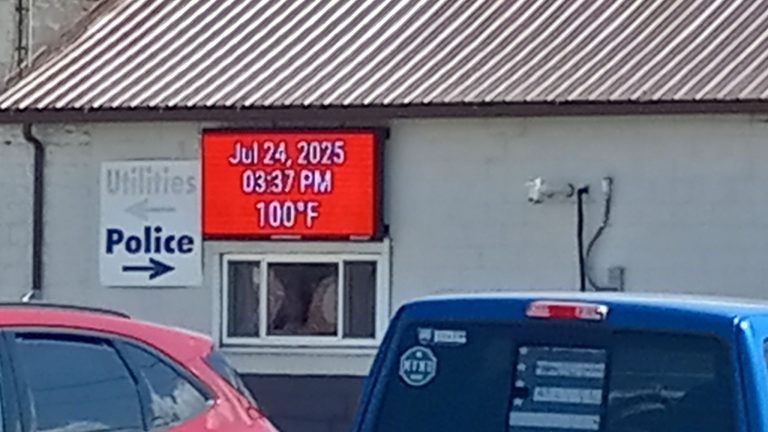 Jul 24, 2025
03:37 PM
100°F
Utilities
Police